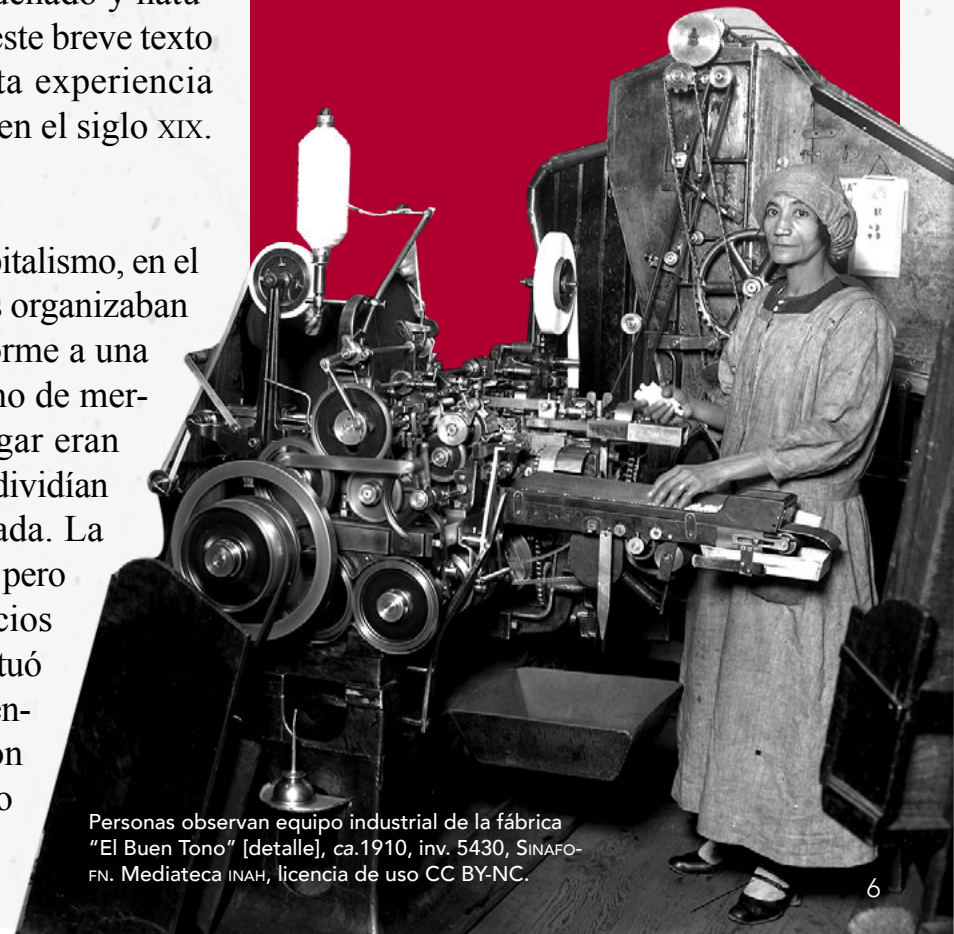 este breve texto
ta experiencia
en el siglo XIX.
pitalismo, en el
s organizaban
orme a una
no de mer-
gar eran
dividían
ada. La
pero
cios
tuó
en-
on
o
Personas observan equipo industrial de la fábrica
“El Buen Tono” [detalle], ca.1910, inv. 5430, SINAFO-
FN. Mediateca INAH, licencia de uso CC BY-NC.
6